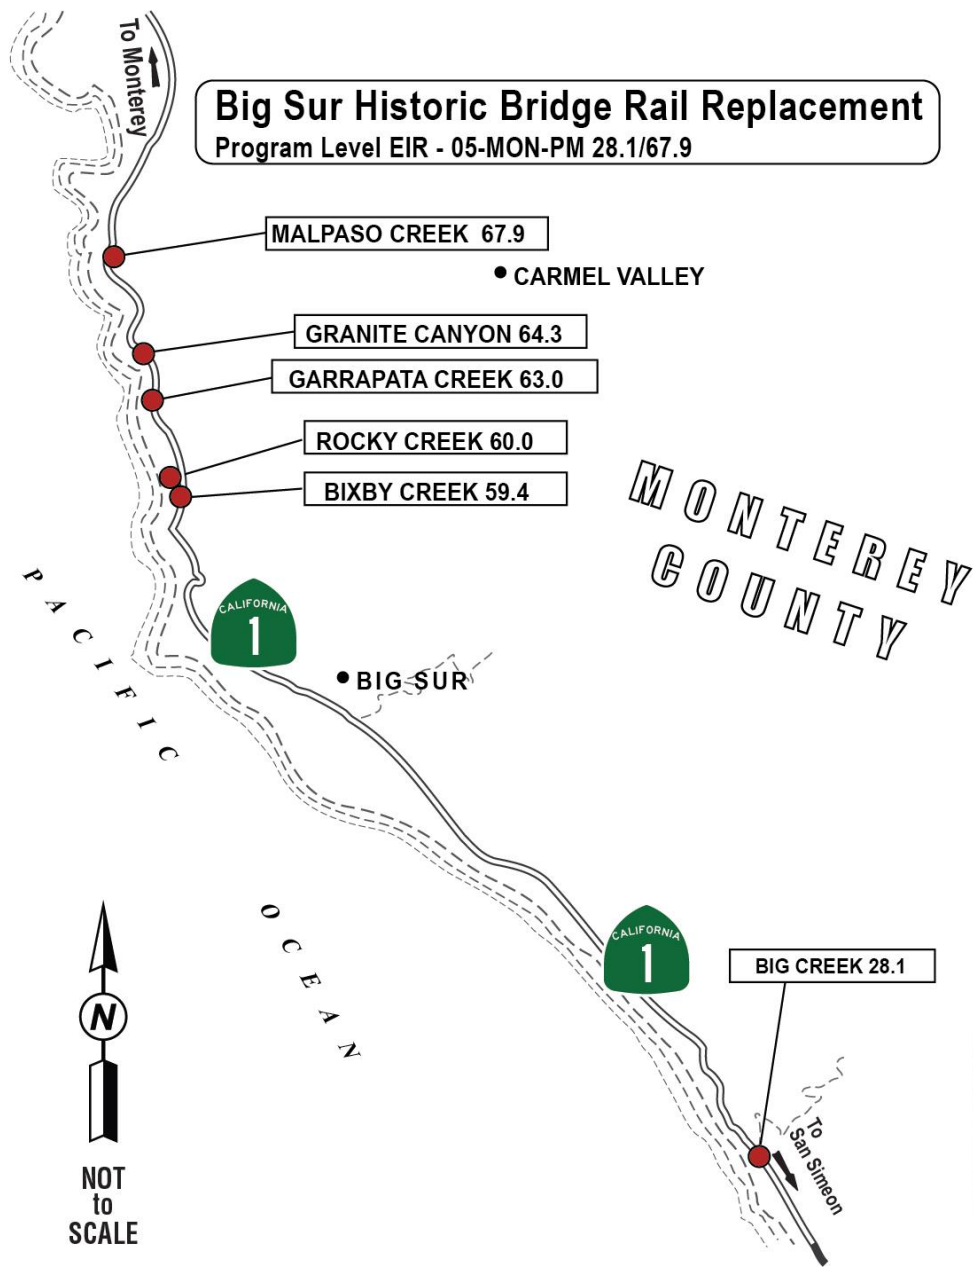 To Monterey
Big Sur Historic Bridge Rail Replacement
Program Level EIR - 05-MON-PM 28.1/67.9
MALPASO CREEK 67.9
CARMEL VALLEY
GRANITE CANYON 64.3
GARRAPATA CREEK 63.0
ROCKY CREEK 60.0
BIXBY CREEK 59.4
MONTEREY
COUNTY
PACIFIC
CALIFORNIA
1
BIG SUR
OCEAN
CALIFORNIA
1
BIG CREEK 28.1
N
To
San Simeon
NOT
to
SCALE